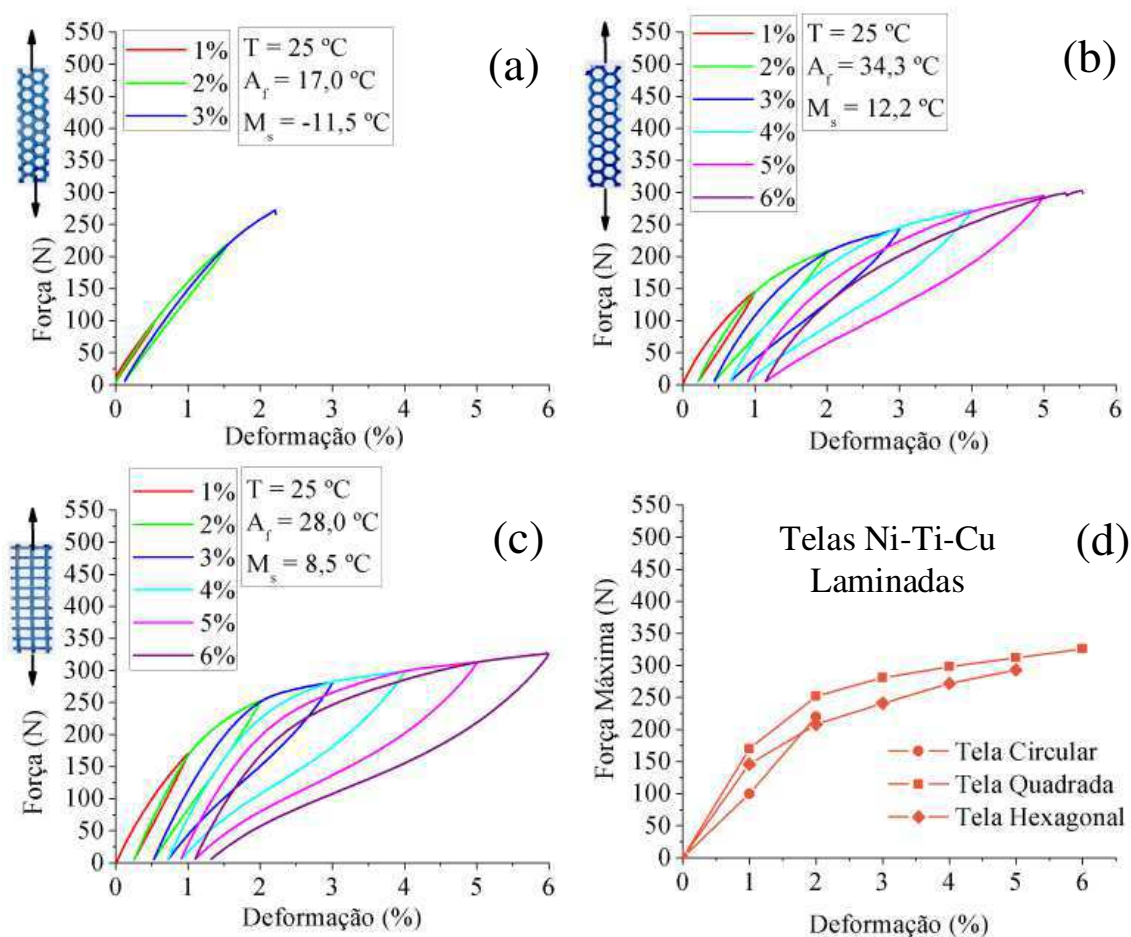 550
500
450
400
350
300
250
200
150
100
50
0
Força (N)
0 1 2 3 4 5 6
Deformação (%)
1%
2%
3%
T = 25 ºC
A_f = 17,0 ºC
M_s = -11,5 ºC
(a)
550
500
450
400
350
300
250
200
150
100
50
0
Força (N)
0 1 2 3 4 5 6
Deformação (%)
1%
2%
3%
4%
5%
6%
T = 25 ºC
A_f = 34,3 ºC
M_s = 12,2 ºC
(b)
550
500
450
400
350
300
250
200
150
100
50
0
Força (N)
0 1 2 3 4 5 6
Deformação (%)
1%
2%
3%
4%
5%
6%
T = 25 ºC
A_f = 28,0 ºC
M_s = 8,5 ºC
(c)
550
500
450
400
350
300
250
200
150
100
50
0
Força Máxima (N)
0 1 2 3 4 5 6
Deformação (%)
Telas Ni-Ti-Cu
Laminadas
(d)
Tela Circular
Tela Quadrada
Tela Hexagonal